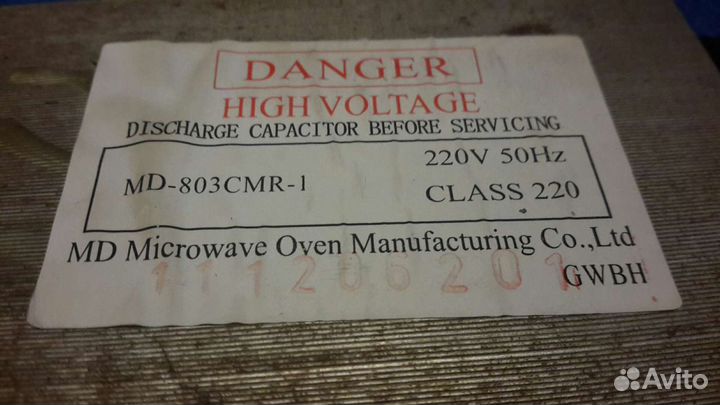 DANGER
HIGH VOLTAGE
DISCHARGE CAPACITOR BEFORE SERVICING
MD-803CMR-1
220V 50Hz
CLASS 220
MD Microwave Oven Manufacturing Co.,Ltd
111206201
GWBH
Avito